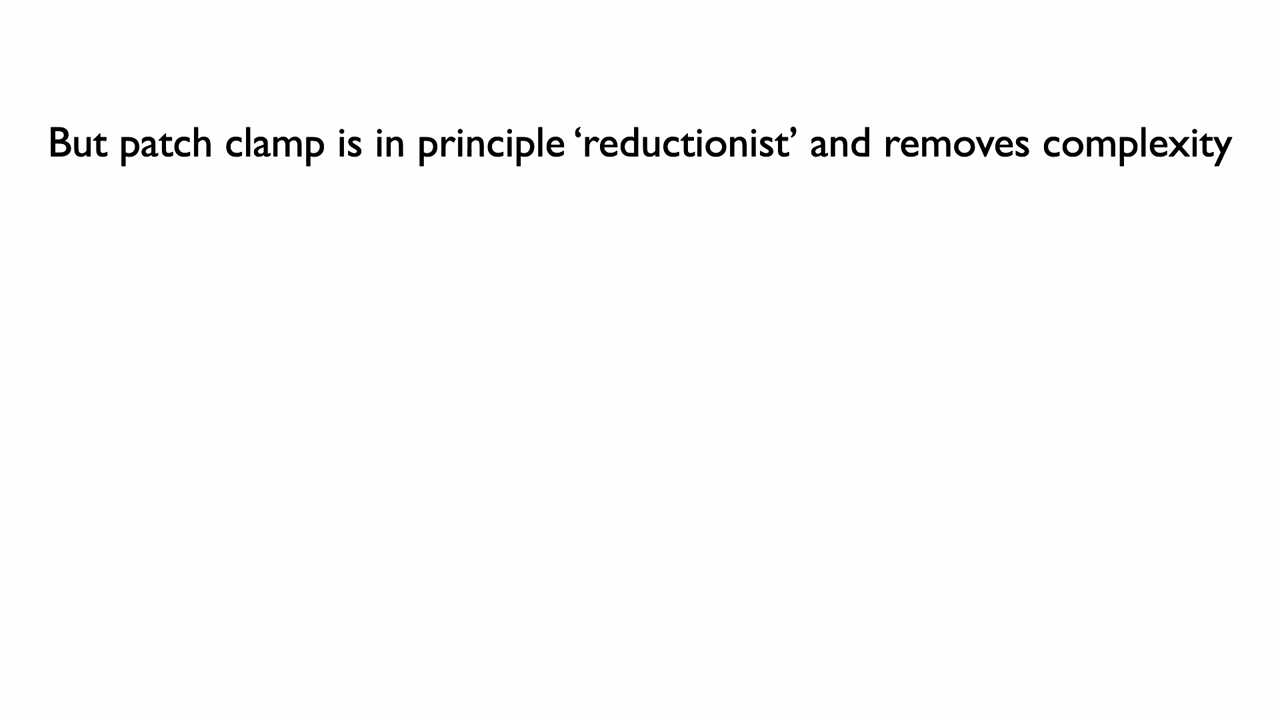 But patch clamp is in principle ‘reductionist’ and removes complexity